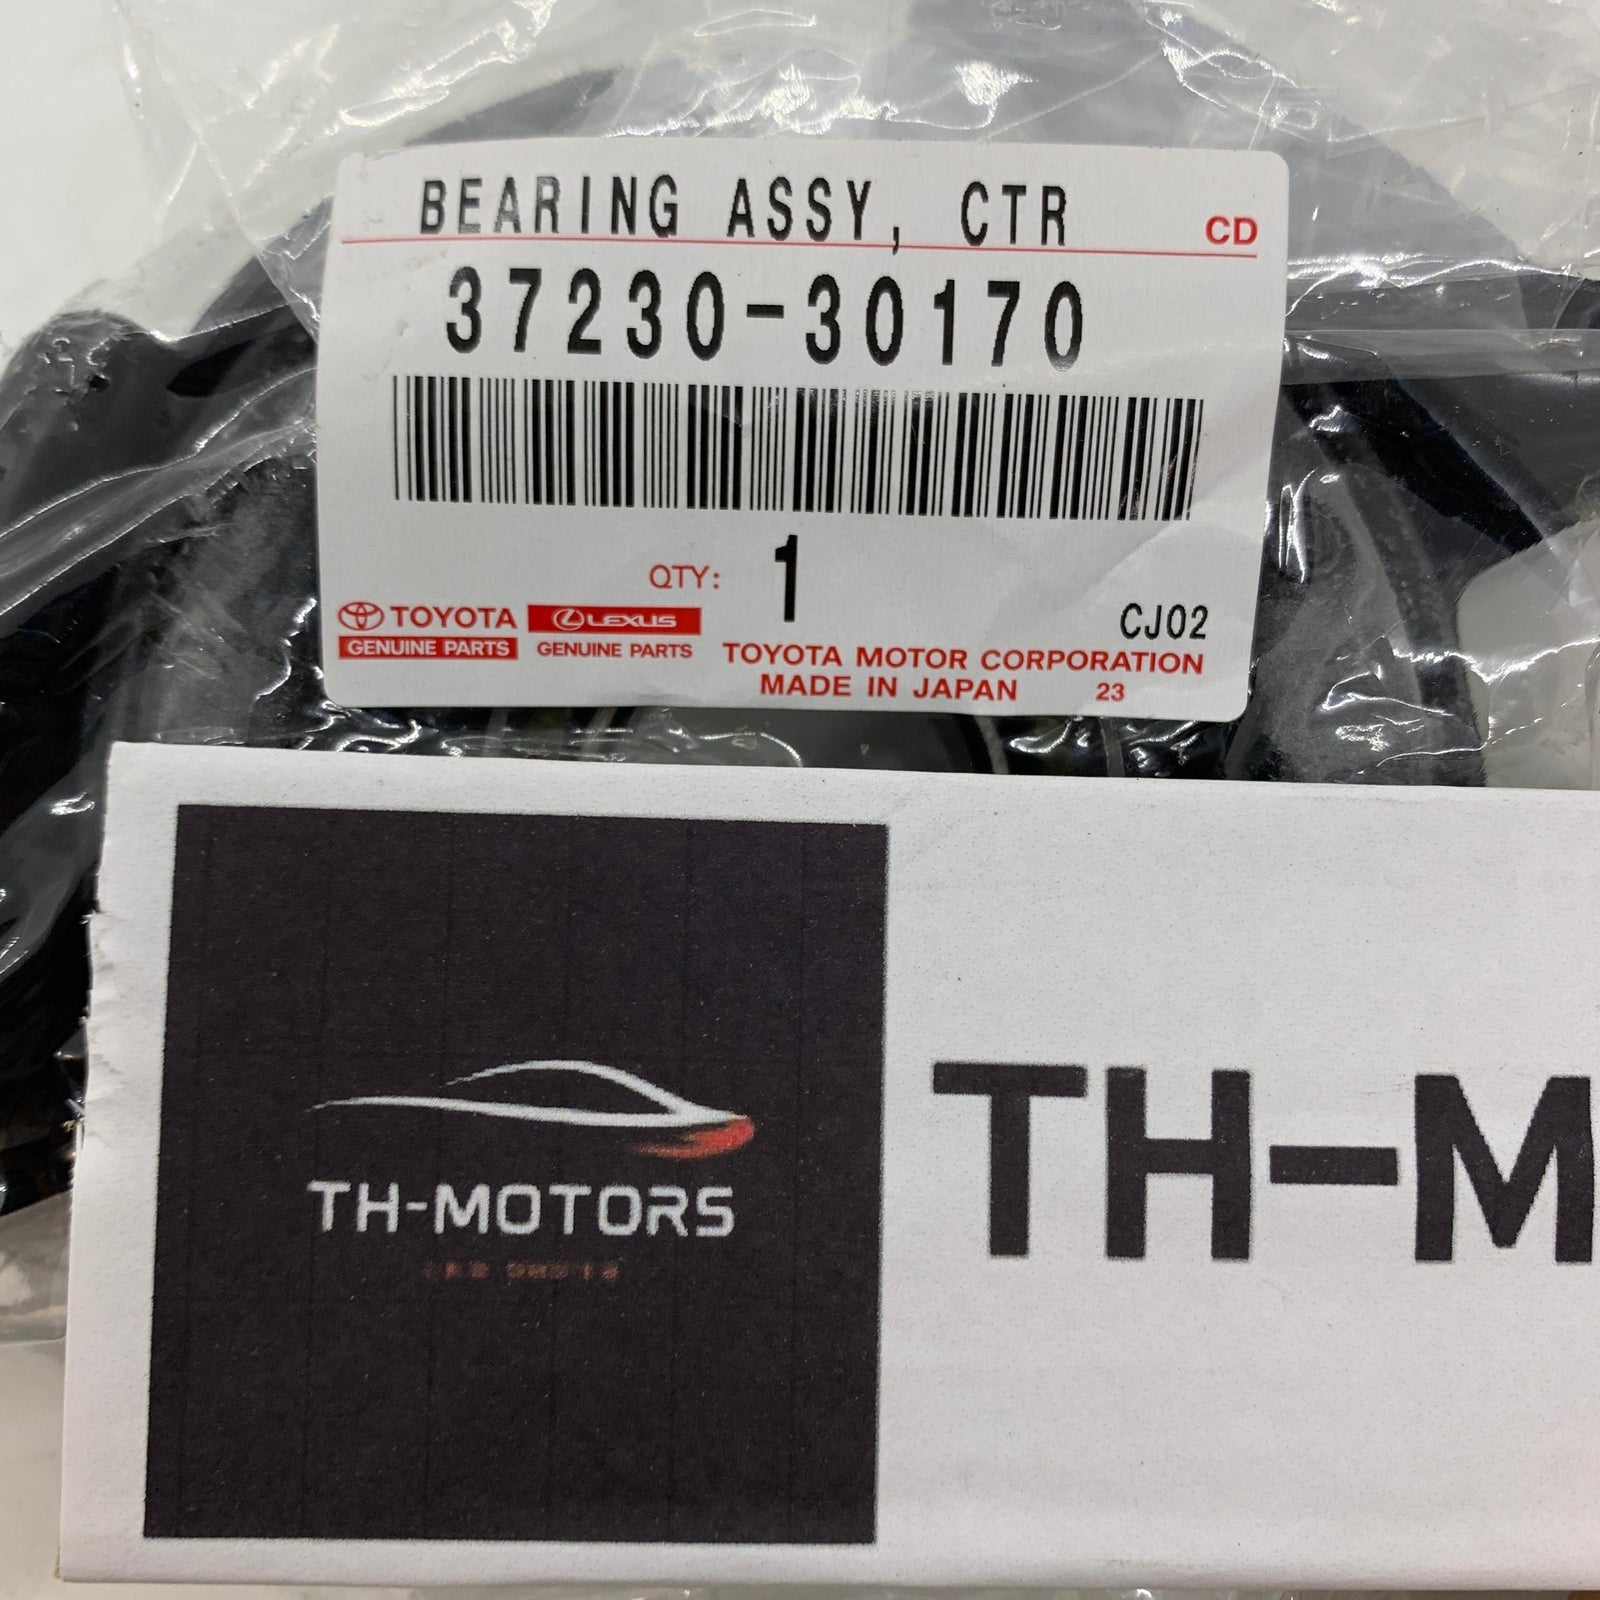 BEARING ASSY, CTR
CD
37230-30170
QTY: 1
TOYOTA
GENUINE PARTS
LEXUS
GENUINE PARTS
CJ02
TOYOTA MOTOR CORPORATION
MADE IN JAPAN 23
TH-MOTORS
TH-M